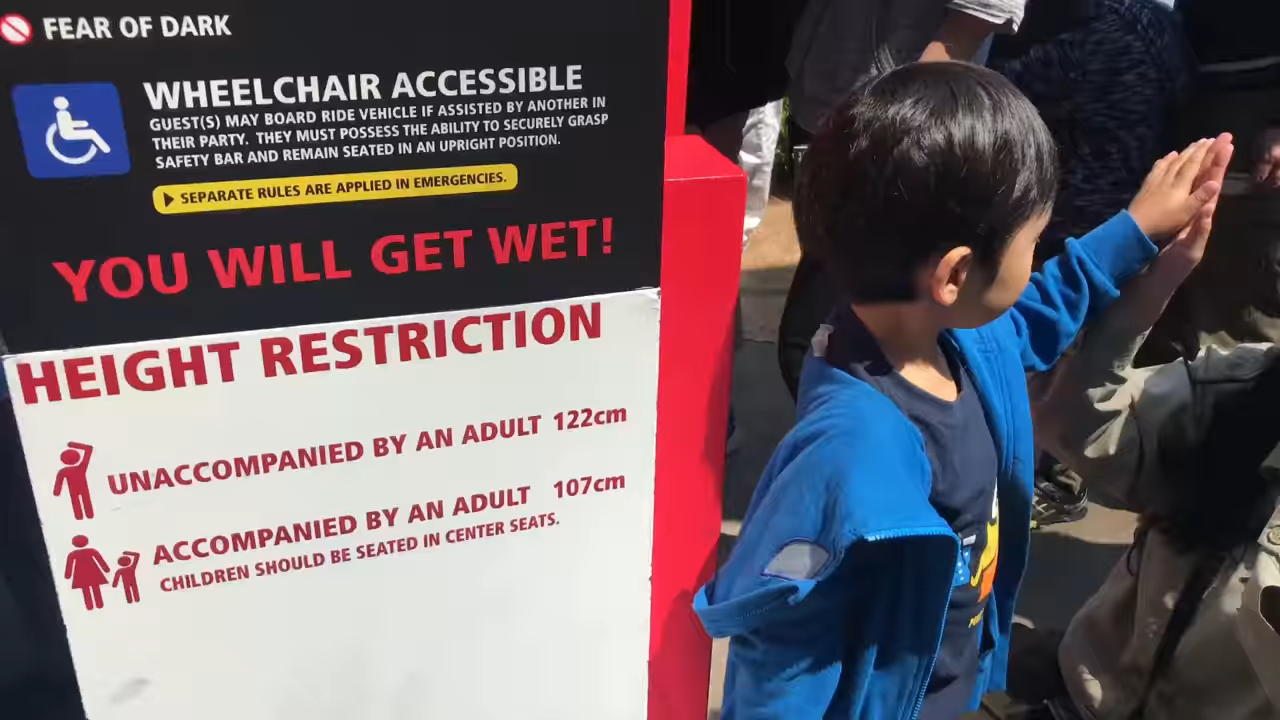 FEAR OF DARK
WHEELCHAIR ACCESSIBLE
GUEST(S) MAY BOARD RIDE VEHICLE IF ASSISTED BY ANOTHER IN
THEIR PARTY. THEY MUST POSSESS THE ABILITY TO SECURELY GRASP
SAFETY BAR AND REMAIN SEATED IN AN UPRIGHT POSITION.
SEPARATE RULES ARE APPLIED IN EMERGENCIES.
YOU WILL GET WET!
HEIGHT RESTRICTION
UNACCOMPANIED BY AN ADULT 122cm
ACCOMPANIED BY AN ADULT 107cm
CHILDREN SHOULD BE SEATED IN CENTER SEATS.